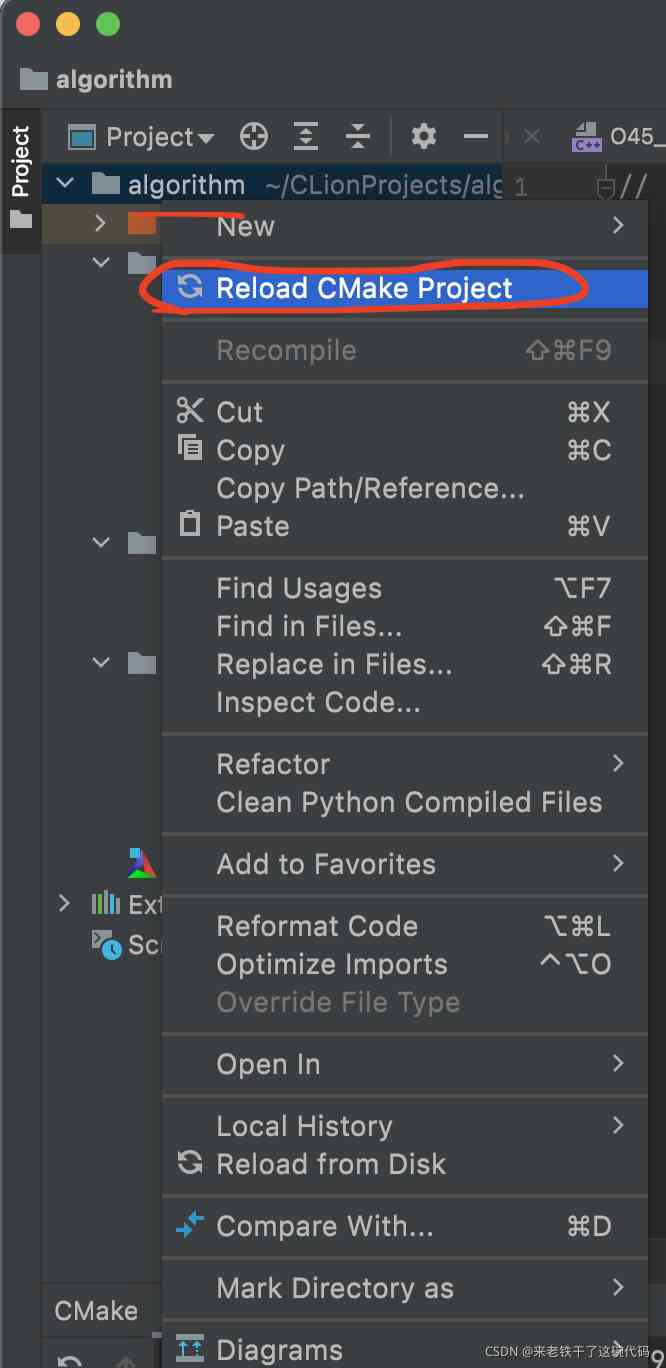 algorithm
Project
Project
O45_
algorithm ~/CLionProjects/alg
1 //
New
Reload CMake Project
Recompile ⇧⌘F9
Cut ⌘X
Copy ⌘C
Copy Path/Reference...
Paste ⌘V
Find Usages ⌥F7
Find in Files... ⇧⌘F
Replace in Files... ⇧⌘R
Inspect Code...
Refactor
Clean Python Compiled Files
Add to Favorites
Ext
Reformat Code ⌥⌘L
Scr
Optimize Imports ^⌥O
Override File Type
Open In
Local History
Reload from Disk
Compare With... ⌘D
Mark Directory as
CMake
Diagrams
CSDN @来老铁干了这碗代码